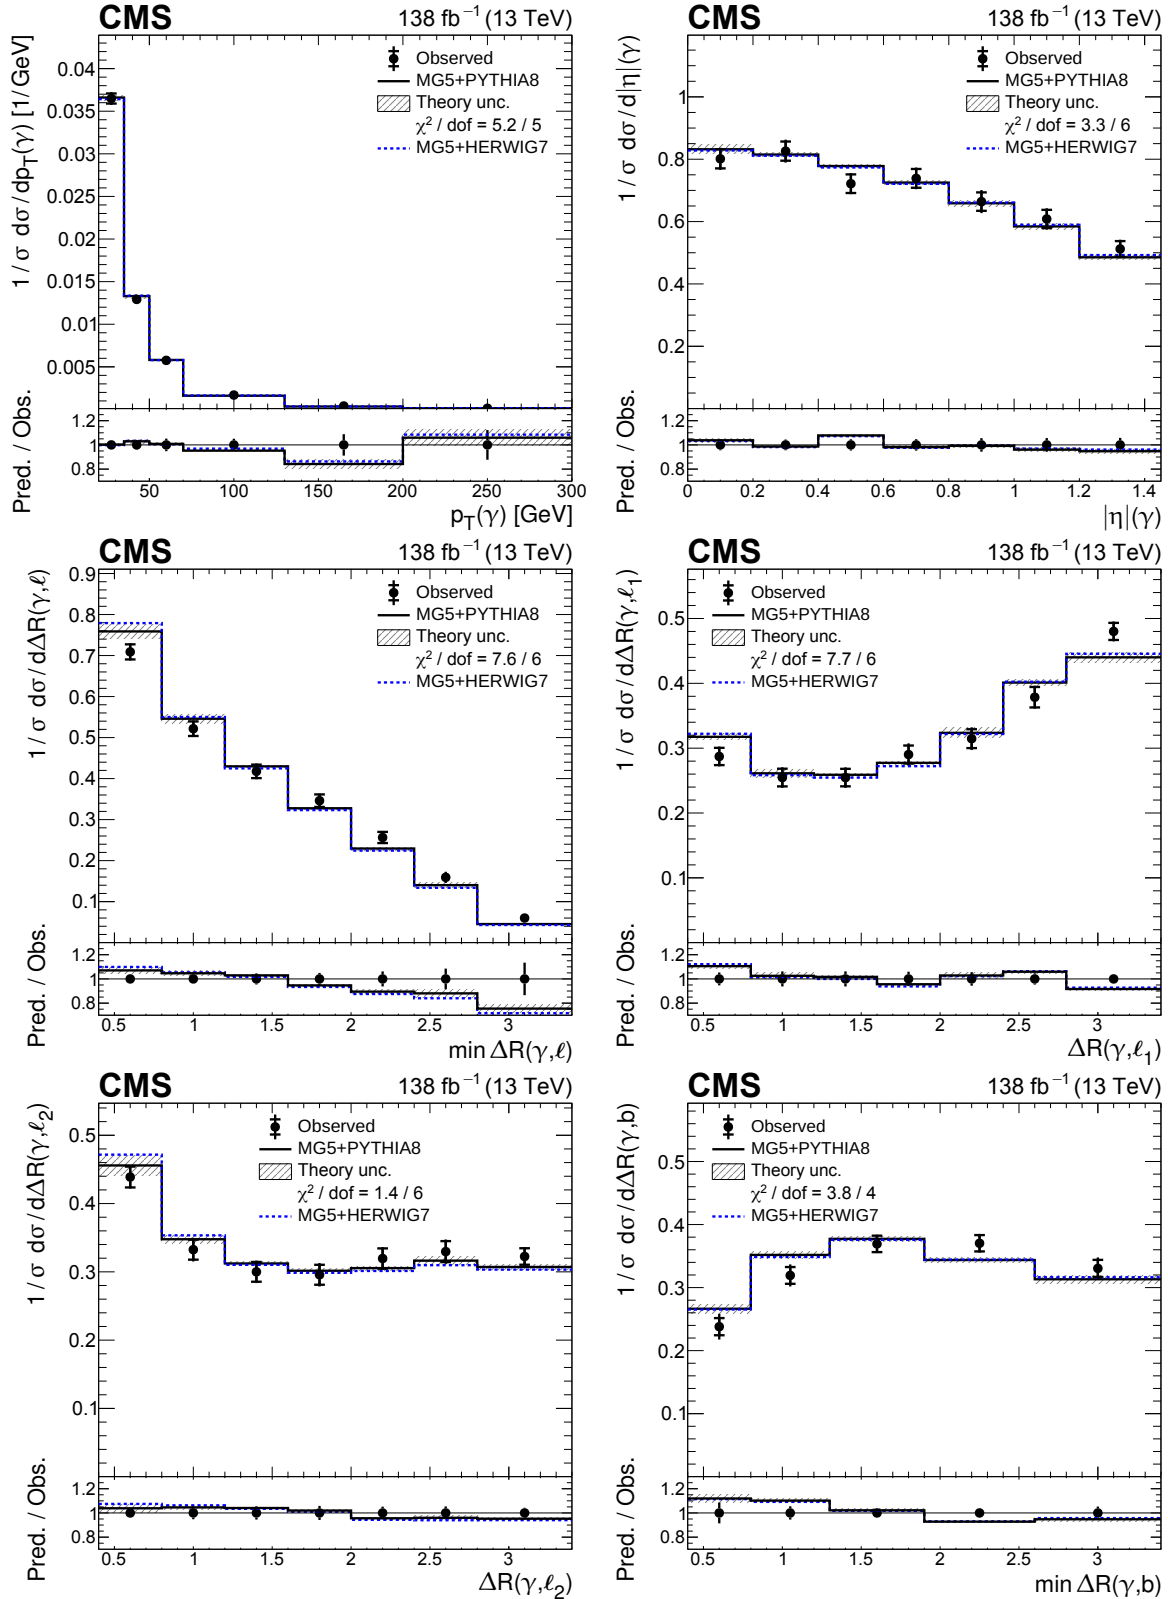 CMS 138 fb⁻¹ (13 TeV)
1 / σ dσ / dp_T(γ) [1/GeV]
Observed
MG5+PYTHIA8
Theory unc.
χ² / dof = 5.2 / 5
MG5+HERWIG7
0.04
0.035
0.03
0.025
0.02
0.015
0.01
0.005
Pred. / Obs.
1.2
1
0.8
50 100 150 200 250 300
p_T(γ) [GeV]
CMS 138 fb⁻¹ (13 TeV)
1 / σ dσ / d|η|(γ)
Observed
MG5+PYTHIA8
Theory unc.
χ² / dof = 3.3 / 6
MG5+HERWIG7
1
0.8
0.6
0.4
0.2
Pred. / Obs.
1.2
1
0.8
0 0.2 0.4 0.6 0.8 1 1.2 1.4
|η|(γ)
CMS 138 fb⁻¹ (13 TeV)
1 / σ dσ / dΔR(γ,ℓ)
Observed
MG5+PYTHIA8
Theory unc.
χ² / dof = 7.6 / 6
MG5+HERWIG7
0.9
0.8
0.7
0.6
0.5
0.4
0.3
0.2
0.1
Pred. / Obs.
1.2
1
0.8
0.5 1 1.5 2 2.5 3
min ΔR(γ,ℓ)
CMS 138 fb⁻¹ (13 TeV)
1 / σ dσ / dΔR(γ,ℓ₁)
Observed
MG5+PYTHIA8
Theory unc.
χ² / dof = 7.7 / 6
MG5+HERWIG7
0.5
0.4
0.3
0.2
0.1
Pred. / Obs.
1.2
1
0.8
0.5 1 1.5 2 2.5 3
ΔR(γ,ℓ₁)
CMS 138 fb⁻¹ (13 TeV)
1 / σ dσ / dΔR(γ,ℓ₂)
Observed
MG5+PYTHIA8
Theory unc.
χ² / dof = 1.4 / 6
MG5+HERWIG7
0.5
0.4
0.3
0.2
0.1
Pred. / Obs.
1.2
1
0.8
0.5 1 1.5 2 2.5 3
ΔR(γ,ℓ₂)
CMS 138 fb⁻¹ (13 TeV)
1 / σ dσ / dΔR(γ,b)
Observed
MG5+PYTHIA8
Theory unc.
χ² / dof = 3.8 / 4
MG5+HERWIG7
0.5
0.4
0.3
0.2
0.1
Pred. / Obs.
1.2
1
0.8
0.5 1 1.5 2 2.5 3
min ΔR(γ,b)